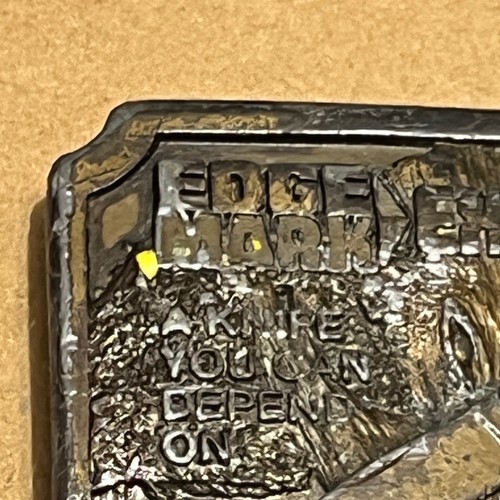 EDGE
MARK
A KNIFE
YOU CAN
DEPEND
ON